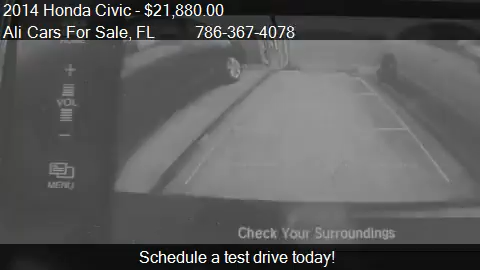 2014 Honda Civic - $21,880.00
Ali Cars For Sale, FL 786-367-4078
+
VOL
−
MENU
Check Your Surroundings
Schedule a test drive today!